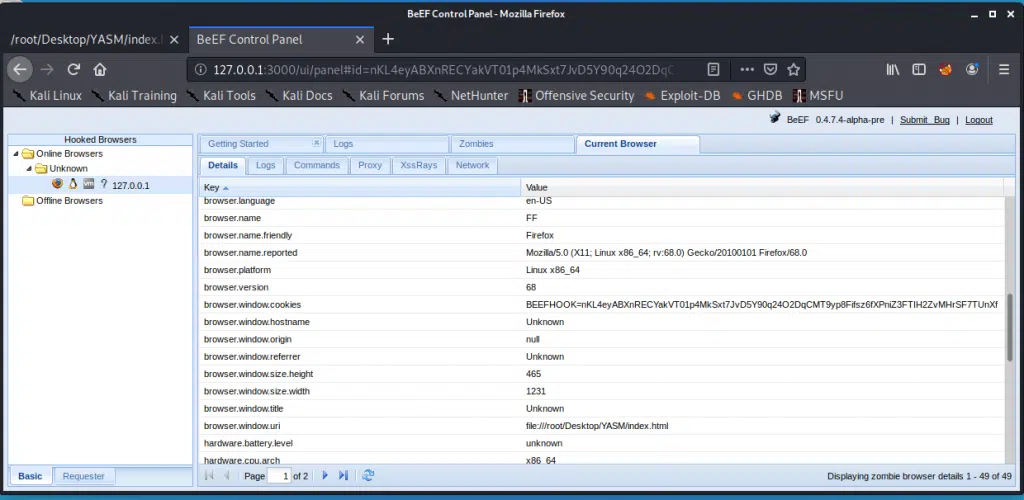 BeEF Control Panel - Mozilla Firefox
/root/Desktop/YASM/index.
BeEF Control Panel
127.0.0.1:3000/ui/panel#id=nKL4eyABXnRECYakVT01p4MkSxt7JvD5Y90q24O2DqC
Kali Linux Kali Training Kali Tools Kali Docs Kali Forums NetHunter Offensive Security Exploit-DB GHDB MSFU
BeEF 0.4.7.4-alpha-pre | Submit Bug | Logout
Hooked Browsers
Online Browsers
Unknown
? 127.0.0.1
Offline Browsers
Basic Requester
Getting Started Logs Zombies Current Browser
Details Logs Commands Proxy XssRays Network
Key Value
browser.language en-US
browser.name FF
browser.name.friendly Firefox
browser.name.reported Mozilla/5.0 (X11; Linux x86_64; rv:68.0) Gecko/20100101 Firefox/68.0
browser.platform Linux x86_64
browser.version 68
browser.window.cookies BEEFHOOK=nKL4eyABXnRECYakVT01p4MkSxt7JvD5Y90q24O2DqCMT9yp8Fifsz6fXPniZ3FTIH2ZvMHrSF7TUnXf
browser.window.hostname Unknown
browser.window.origin null
browser.window.referrer Unknown
browser.window.size.height 465
browser.window.size.width 1231
browser.window.title Unknown
browser.window.uri file:///root/Desktop/YASM/index.html
hardware.battery.level unknown
hardware.cpu.arch x86_64
Page 1 of 2 Displaying zombie browser details 1 - 49 of 49